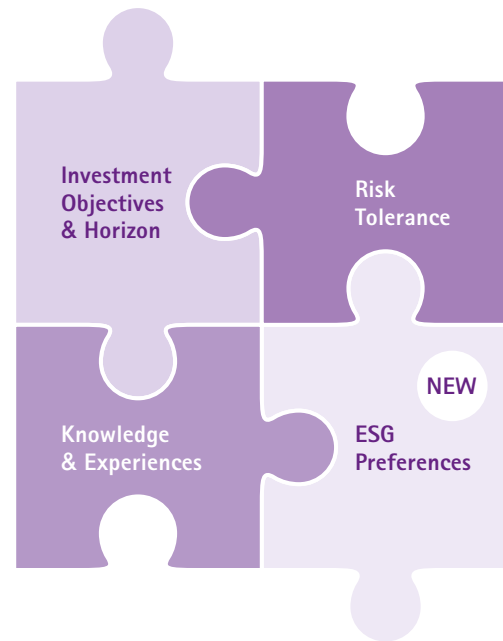 Investment
Objectives
& Horizon
Risk
Tolerance
Knowledge
& Experiences
NEW
ESG
Preferences